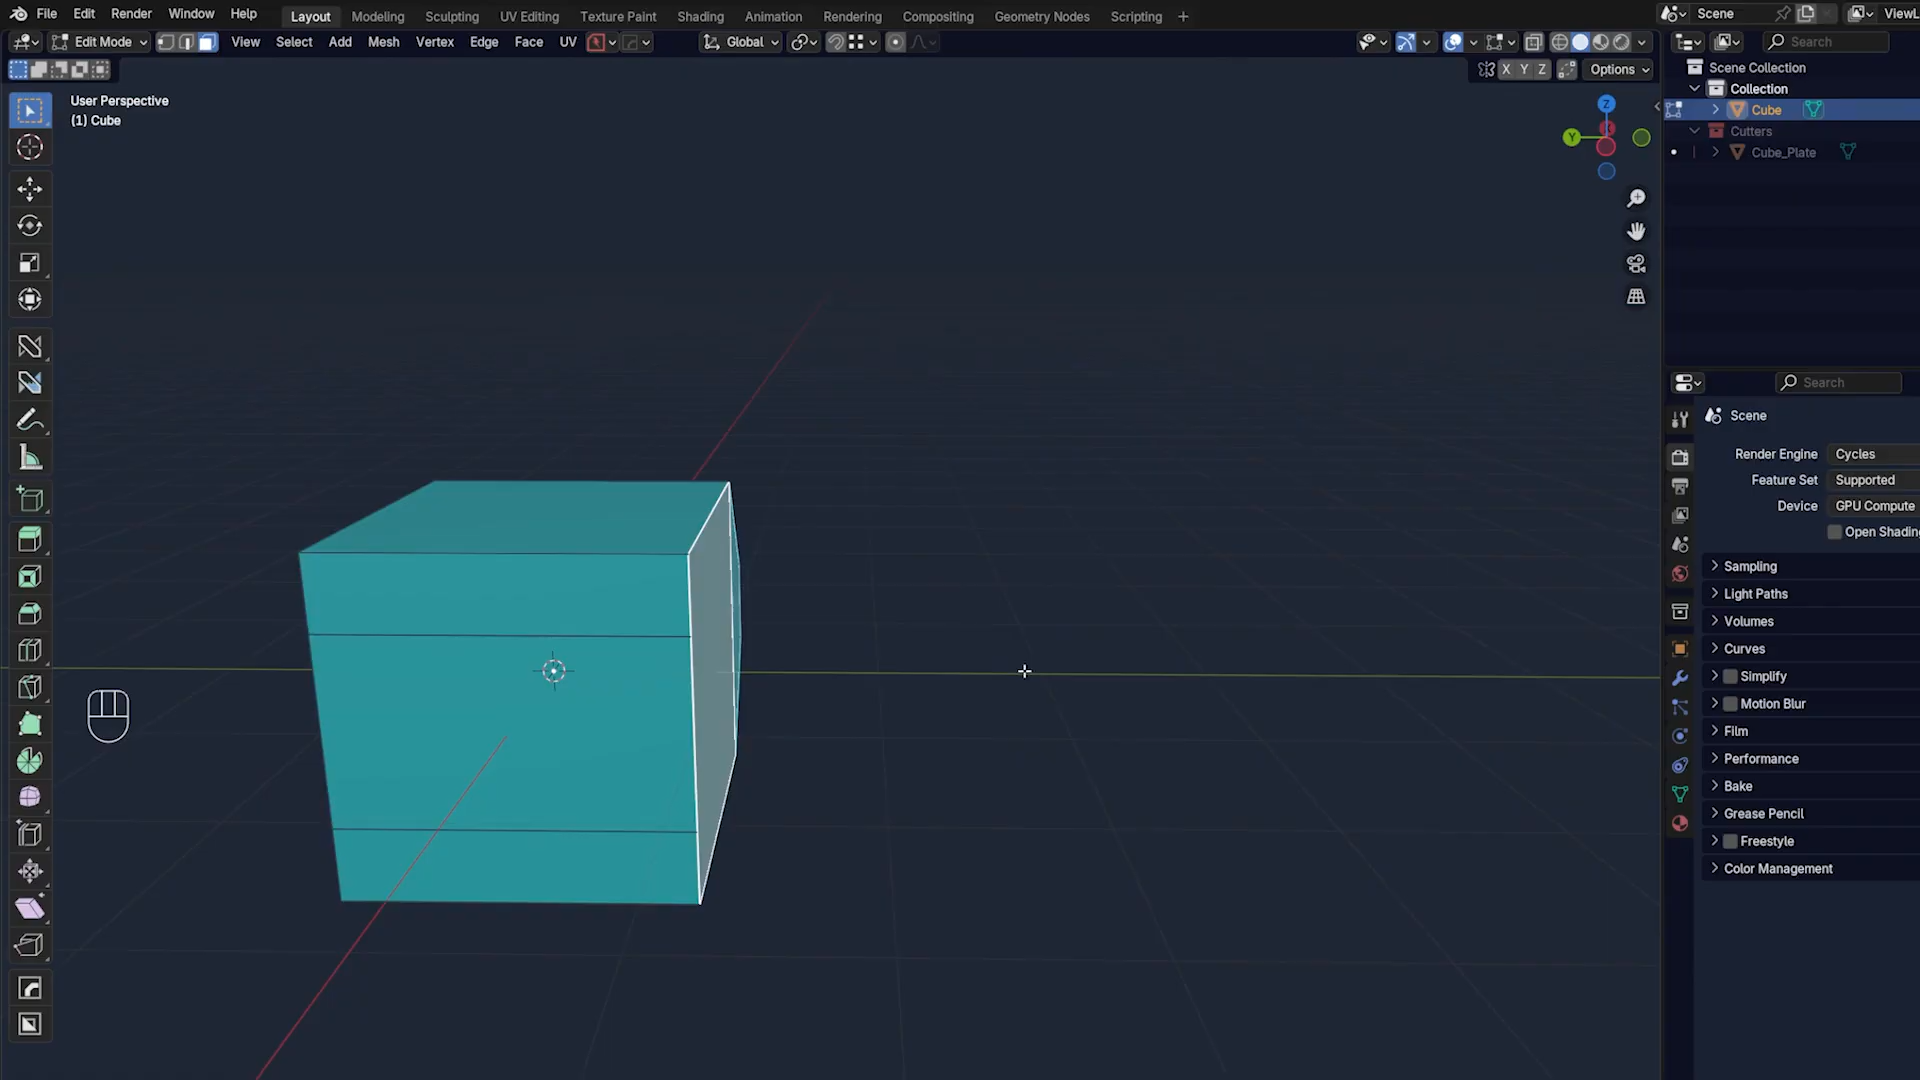 File Edit Render Window Help Layout Modeling Sculpting UV Editing Texture Paint Shading Animation Rendering Compositing Geometry Nodes Scripting + Scene ViewL
Edit Mode View Select Add Mesh Vertex Edge Face UV Global Search
X Y Z Options
User Perspective
(1) Cube
Z
Y
Scene Collection
Collection
Cube
Cutters
Cube_Plate
Search
Scene
Render Engine Cycles
Feature Set Supported
Device GPU Compute
Open Shading
Sampling
Light Paths
Volumes
Curves
Simplify
Motion Blur
Film
Performance
Bake
Grease Pencil
Freestyle
Color Management